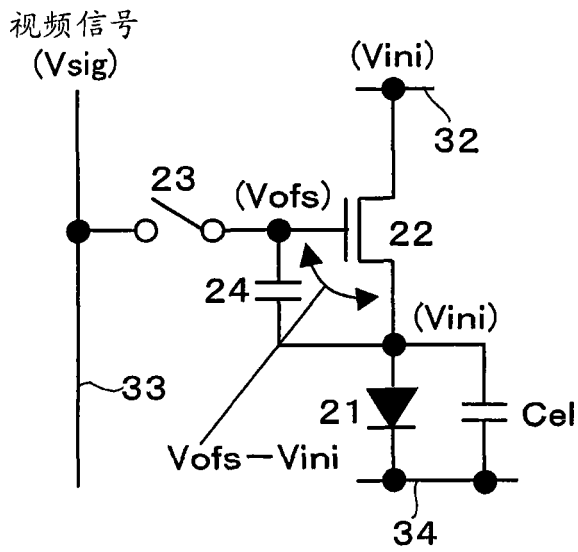 视频信号
(Vsig)
(Vini)
32
23
(Vofs)
22
24
(Vini)
33
21
Cel
Vofs−Vini
34